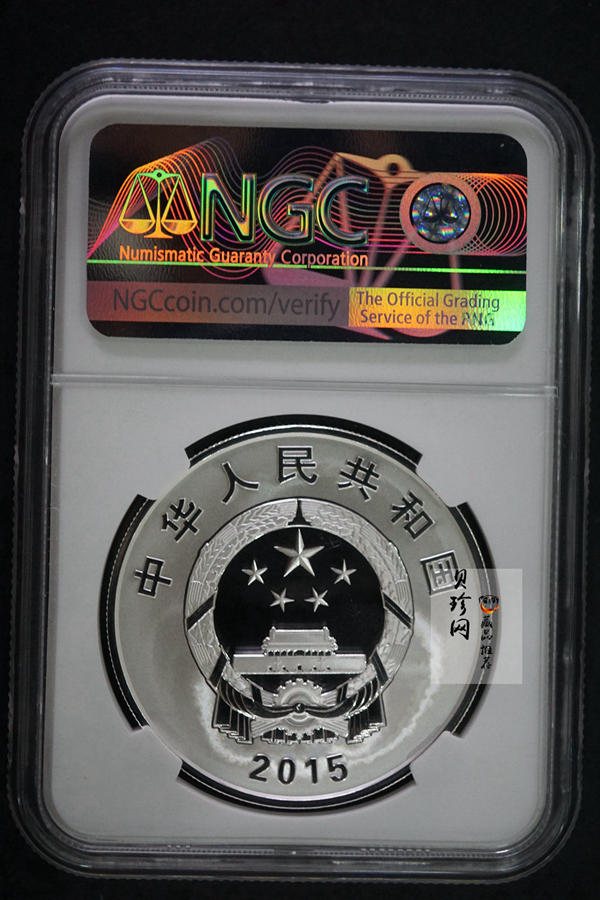 NGC
Numismatic Guaranty Corporation
NGCcoin.com/verify
The Official Grading
Service of the PNG
中华人民共和国
2015
贝珍网
藏品推荐